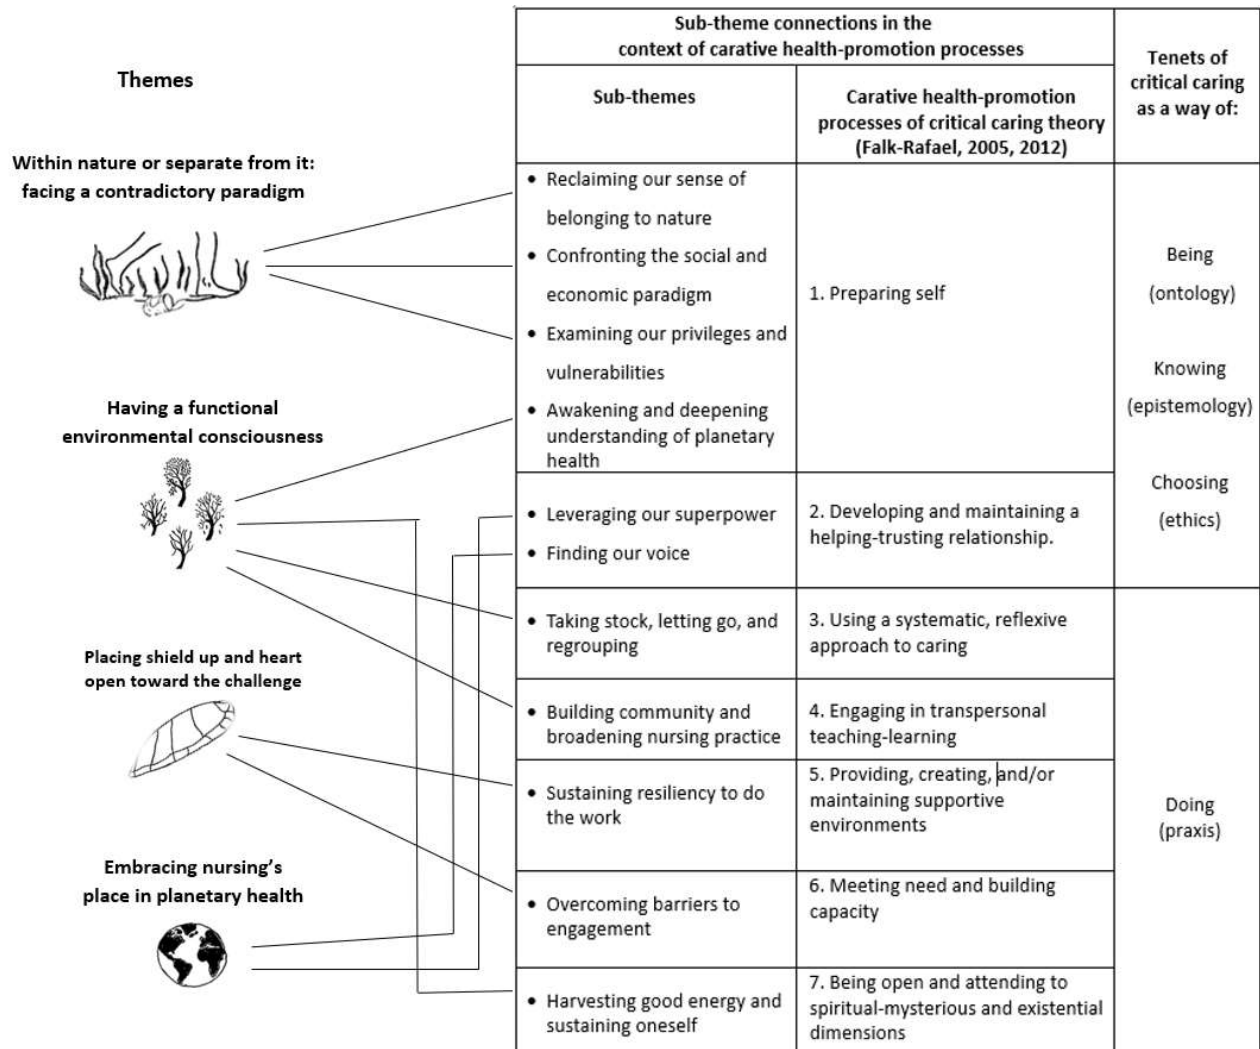 Sub-theme connections in the
context of carative health-promotion processes
Tenets of
critical caring
as a way of:
Themes
Sub-themes
Carative health-promotion
processes of critical caring theory
(Falk-Rafael, 2005, 2012)
Within nature or separate from it:
facing a contradictory paradigm
• Reclaiming our sense of
belonging to nature
• Confronting the social and
economic paradigm
• Examining our privileges and
vulnerabilities
• Awakening and deepening
understanding of planetary
health
1. Preparing self
Being
(ontology)
Knowing
(epistemology)
Choosing
(ethics)
Having a functional
environmental consciousness
• Leveraging our superpower
• Finding our voice
2. Developing and maintaining a
helping-trusting relationship.
• Taking stock, letting go, and
regrouping
3. Using a systematic, reflexive
approach to caring
Placing shield up and heart
open toward the challenge
• Building community and
broadening nursing practice
4. Engaging in transpersonal
teaching-learning
• Sustaining resiliency to do
the work
5. Providing, creating, and/or
maintaining supportive
environments
Doing
(praxis)
Embracing nursing’s
place in planetary health
• Overcoming barriers to
engagement
6. Meeting need and building
capacity
• Harvesting good energy and
sustaining oneself
7. Being open and attending to
spiritual-mysterious and existential
dimensions